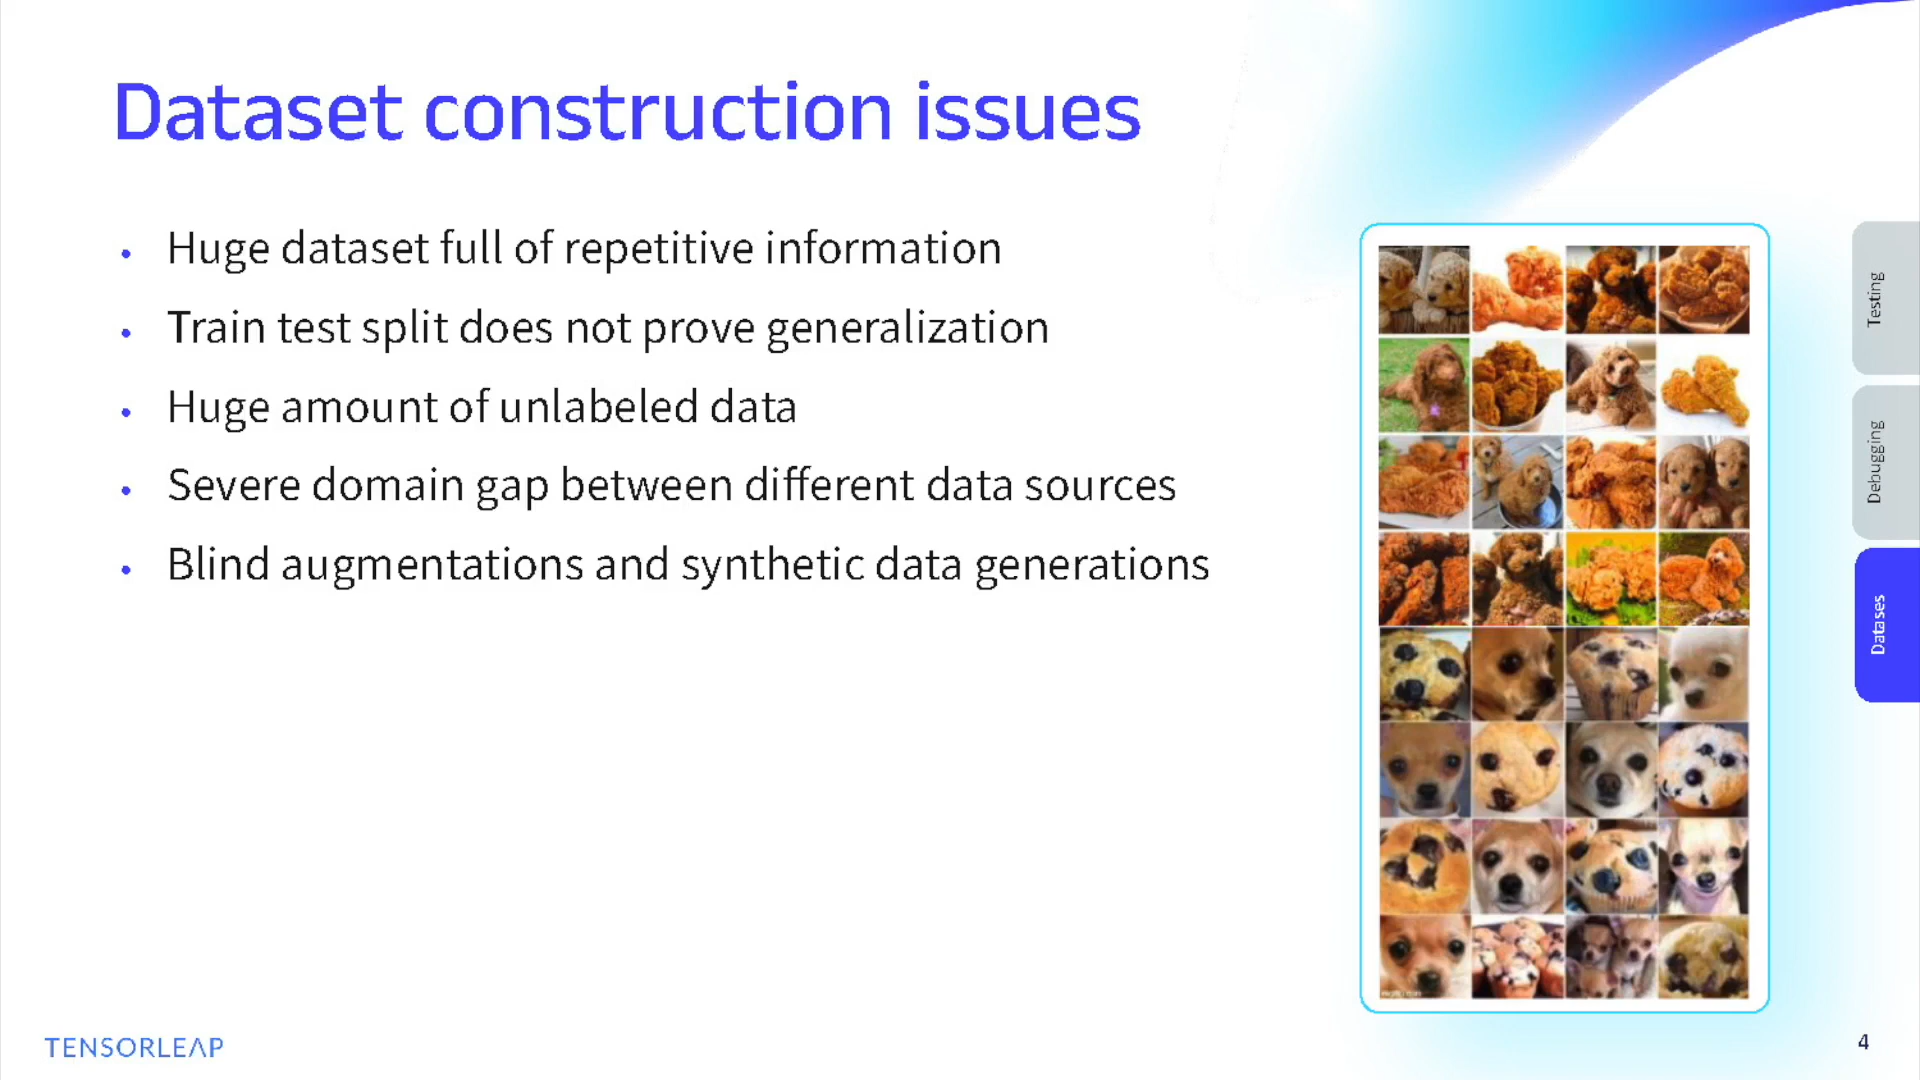 Dataset construction issues
• Huge dataset full of repetitive information
• Train test split does not prove generalization
• Huge amount of unlabeled data
• Severe domain gap between different data sources
• Blind augmentations and synthetic data generations
Testing
Debugging
Datases
TENSORLEAP
4